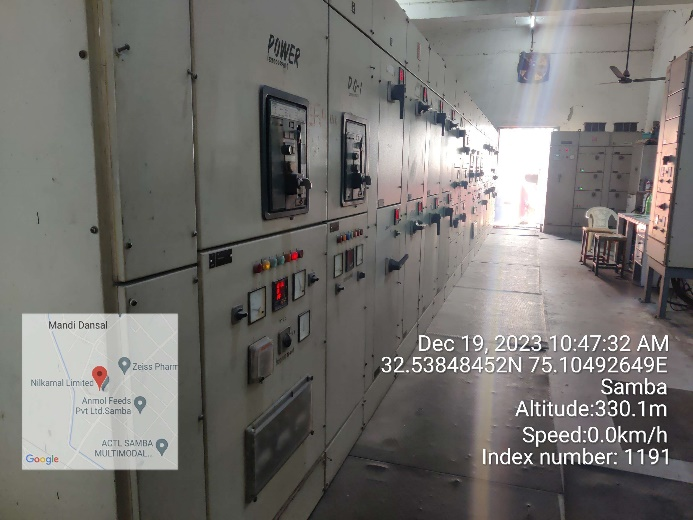 POWER
DG-1
B
Mandi Dansal
Zeiss Pharm
Nilkamal Limited
Anmol Feeds
Pvt Ltd.Samba
ACTL SAMBA
MULTIMODAL...
Google
Dec 19, 2023 10:47:32 AM
32.53848452N 75.10492649E
Samba
Altitude:330.1m
Speed:0.0km/h
Index number: 1191